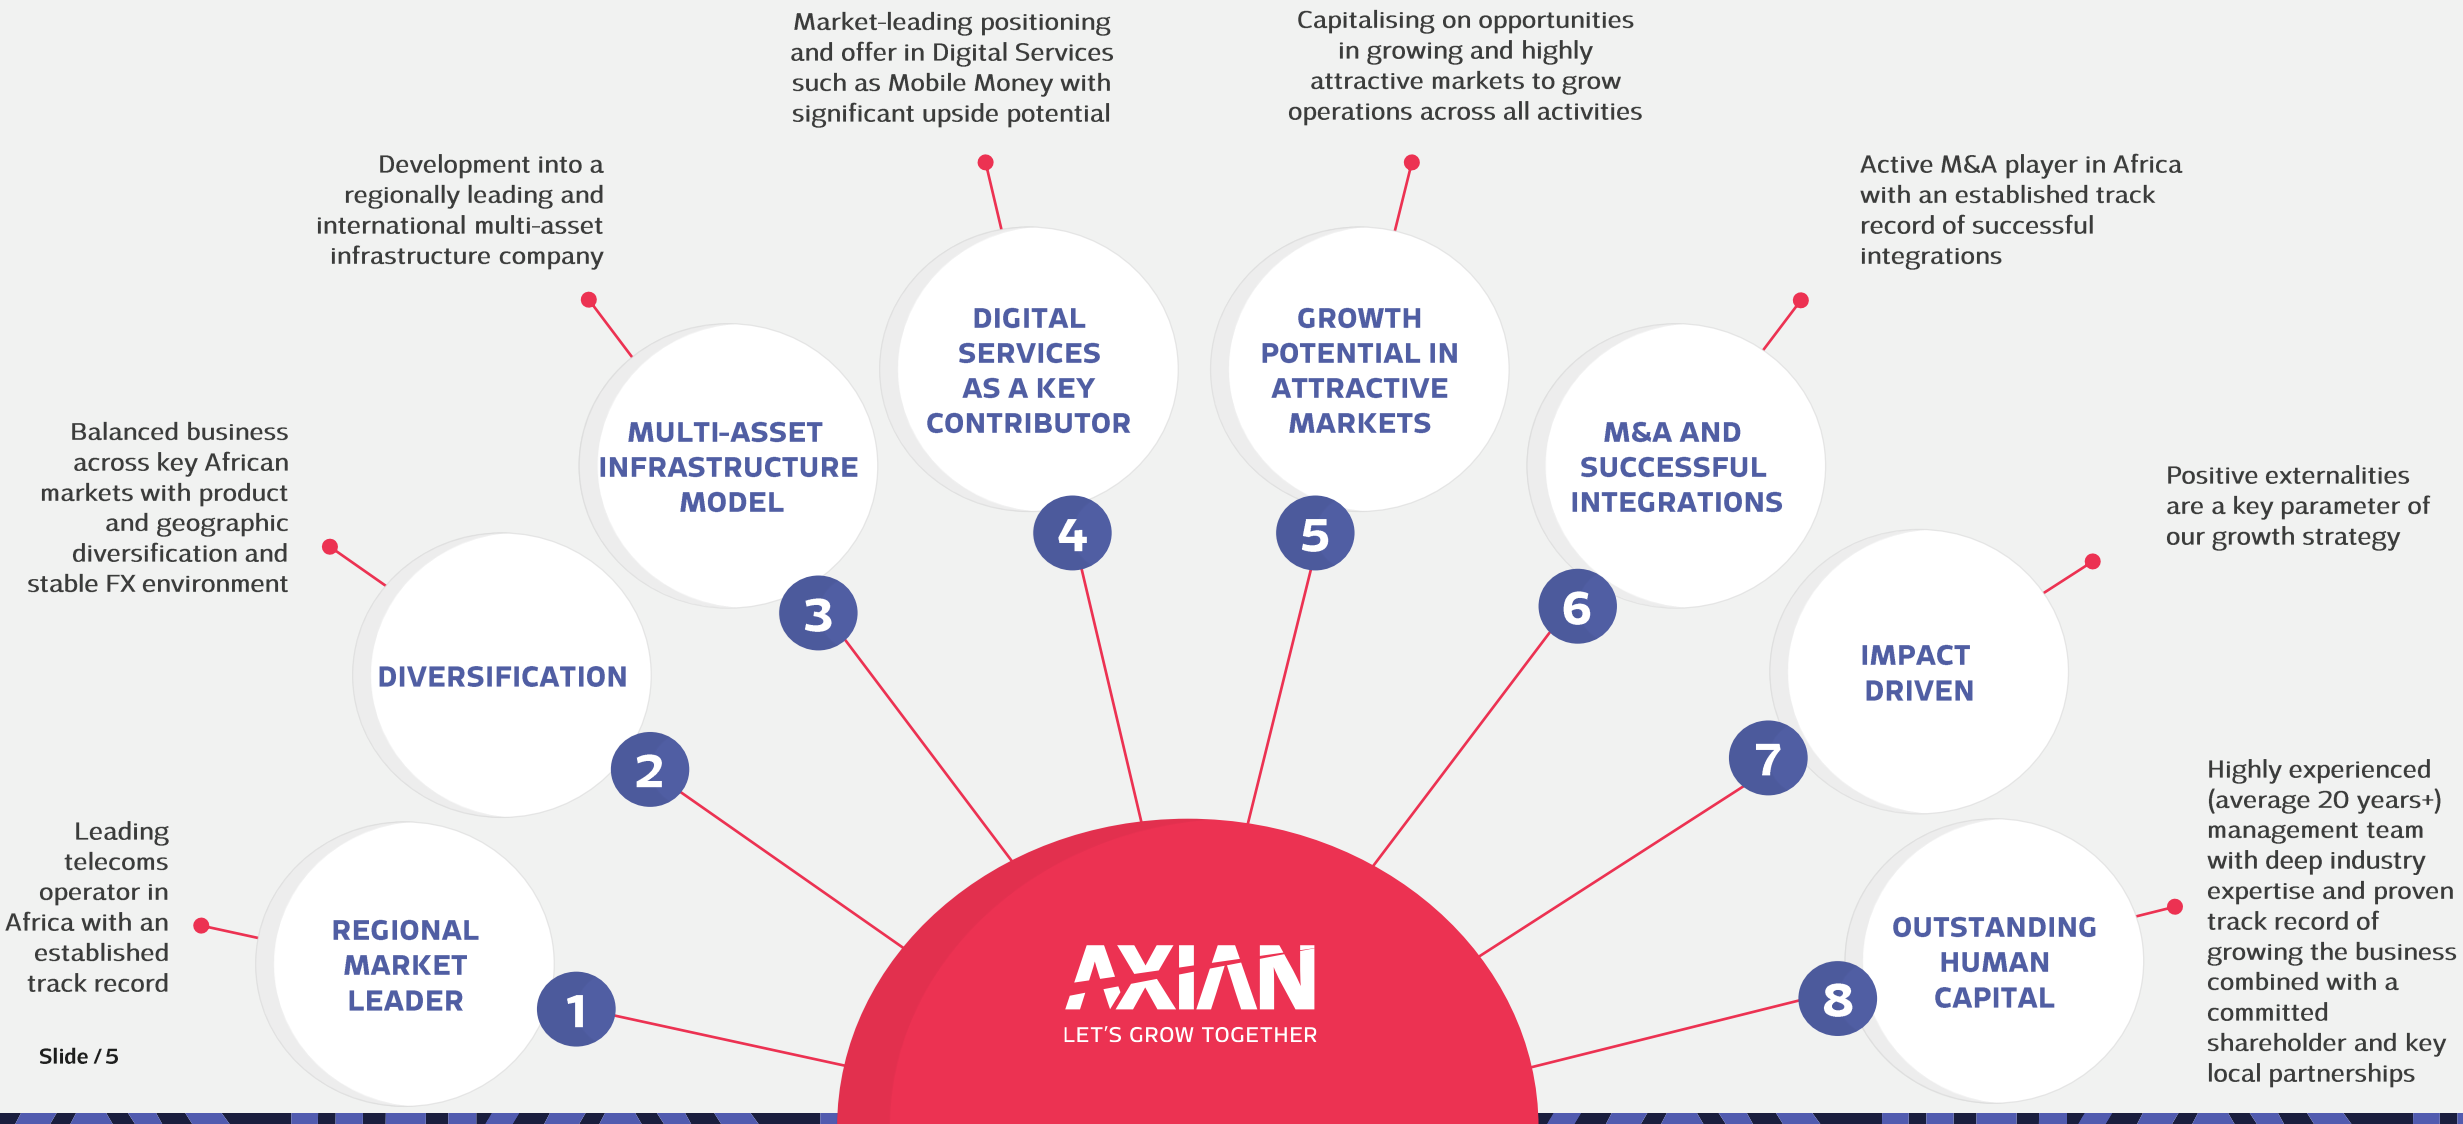 Leading
telecoms
operator in
Africa with an
established
track record
REGIONAL
MARKET
LEADER
1
Balanced business
across key African
markets with product
and geographic
diversification and
stable FX environment
DIVERSIFICATION
2
Development into a
regionally leading and
international multi-asset
infrastructure company
MULTI-ASSET
INFRASTRUCTURE
MODEL
3
Market-leading positioning
and offer in Digital Services
such as Mobile Money with
significant upside potential
DIGITAL
SERVICES
AS A KEY
CONTRIBUTOR
4
Capitalising on opportunities
in growing and highly
attractive markets to grow
operations across all activities
GROWTH
POTENTIAL IN
ATTRACTIVE
MARKETS
5
Active M&A player in Africa
with an established track
record of successful
integrations
M&A AND
SUCCESSFUL
INTEGRATIONS
6
Positive externalities
are a key parameter of
our growth strategy
IMPACT
DRIVEN
7
Highly experienced
(average 20 years+)
management team
with deep industry
expertise and proven
track record of
growing the business
combined with a
committed
shareholder and key
local partnerships
OUTSTANDING
HUMAN
CAPITAL
8
AXIAN
LET'S GROW TOGETHER
Slide / 5